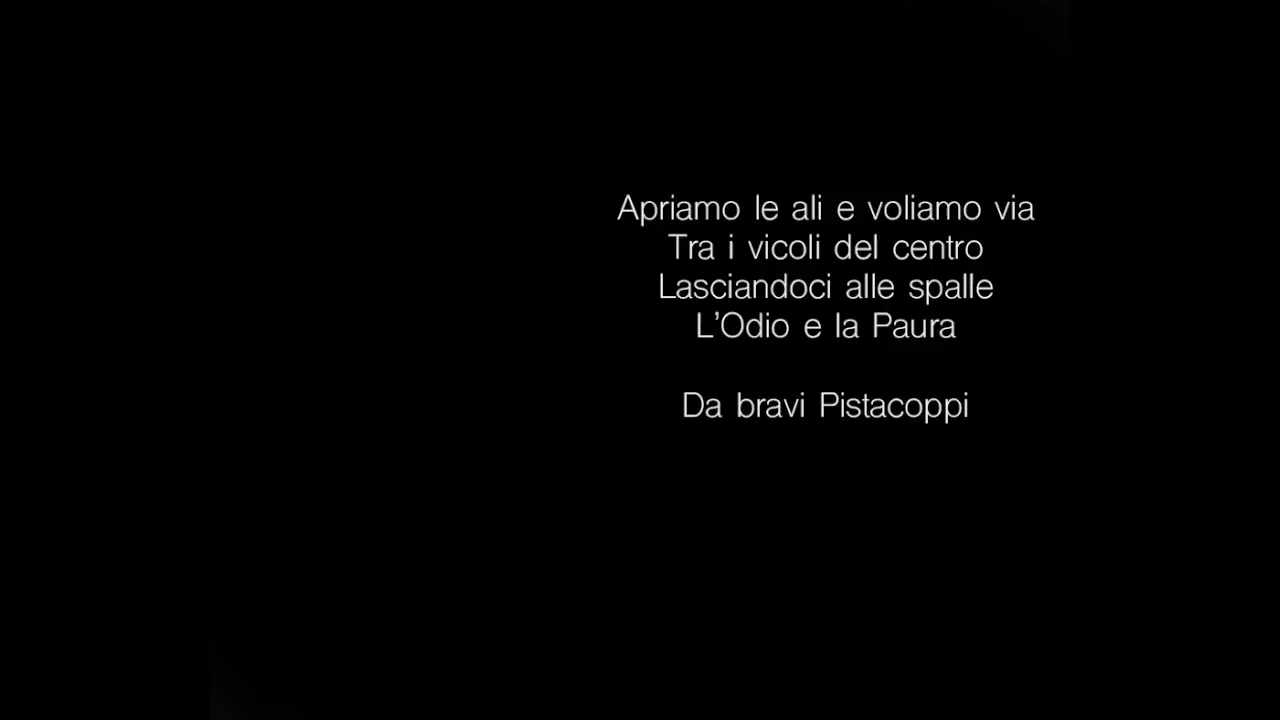 Apriamo le ali e voliamo via
Tra i vicoli del centro
Lasciandoci alle spalle
L'Odio e la Paura
Da bravi Pistacoppi